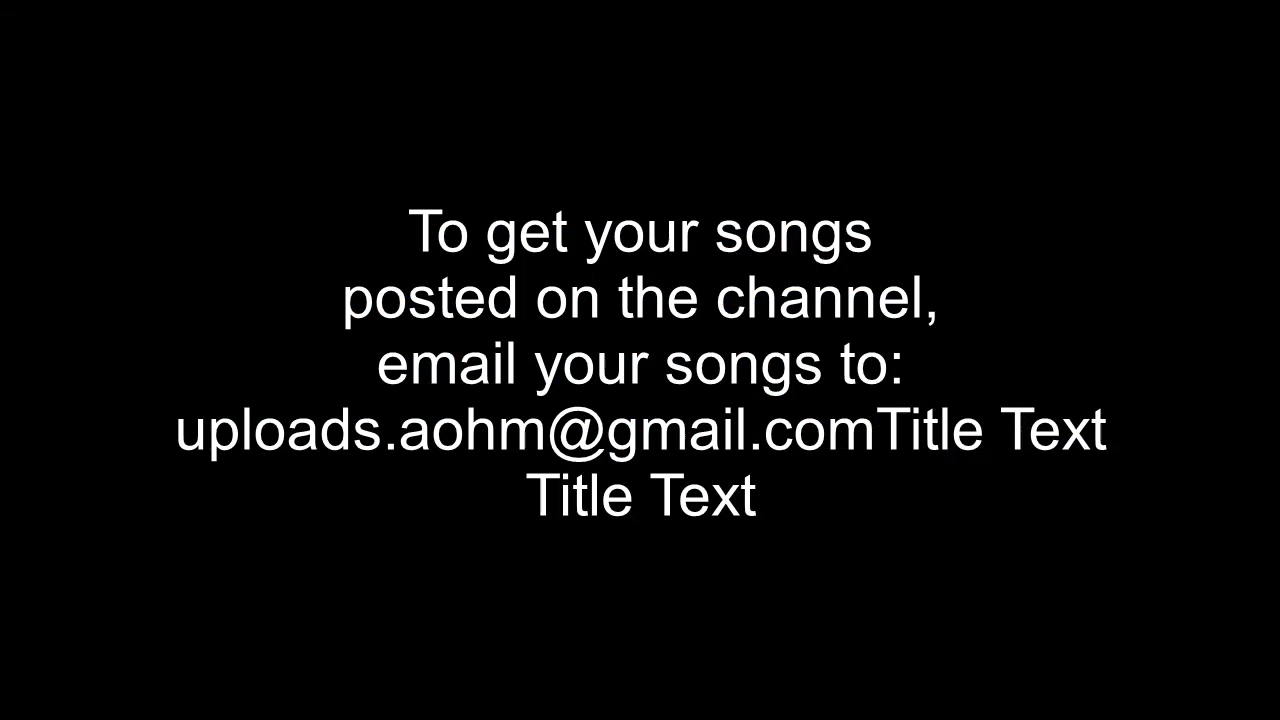 To get your songs
posted on the channel,
email your songs to:
uploads.aohm@gmail.comTitle Text
Title Text